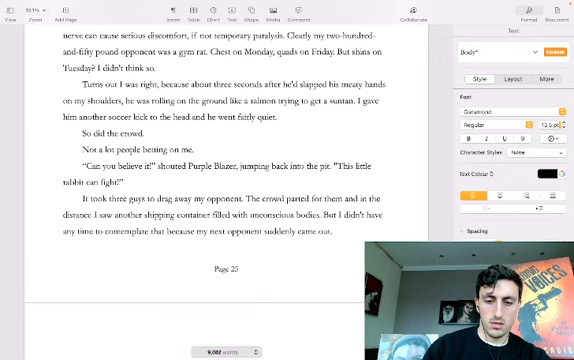 101%
View
Zoom
Add Page
Insert
Table
Chart
Text
Shape
Media
Comment
Collaborate
Format
Document
nerve can cause serious discomfort, if not temporary paralysis. Clearly my two-hundred-
and-fifty pound opponent was a gym rat. Chest on Monday, quads on Friday. But shins on
Tuesday? I didn't think so.
Turns out I was right, because about three seconds after he'd slapped his meaty hands
on my shoulders, he was rolling on the ground like a salmon trying to get a suntan. I gave
him another soccer kick to the head and he went fairly quiet.
So did the crowd.
Not a lot people betting on me.
"Can you believe it!" shouted Purple Blazer, jumping back into the pit. "This little
rabbit can fight!"
It took three guys to drag away my opponent. The crowd parted for them and in the
distance I saw another shipping container filled with unconscious bodies. But I didn't have
any time to contemplate that because my next opponent suddenly came out.
Page 25
9,082 words
Text
Body*
Update
Style
Layout
More
Font
Garamond
Regular
13.5 pt
B
I
U
S
Character Styles
None
Text Colour
Spacing
VOICES